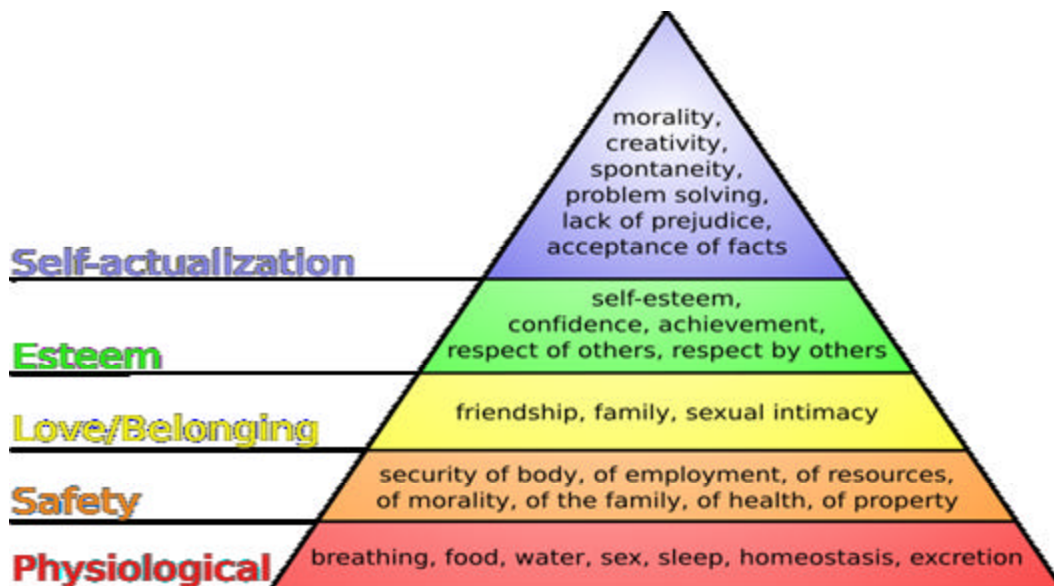 morality,
creativity,
spontaneity,
problem solving,
lack of prejudice,
acceptance of facts
Self-actualization
self-esteem,
confidence, achievement,
respect of others, respect by others
Esteem
friendship, family, sexual intimacy
Love/Belonging
security of body, of employment, of resources,
of morality, of the family, of health, of property
Safety
breathing, food, water, sex, sleep, homeostasis, excretion
Physiological